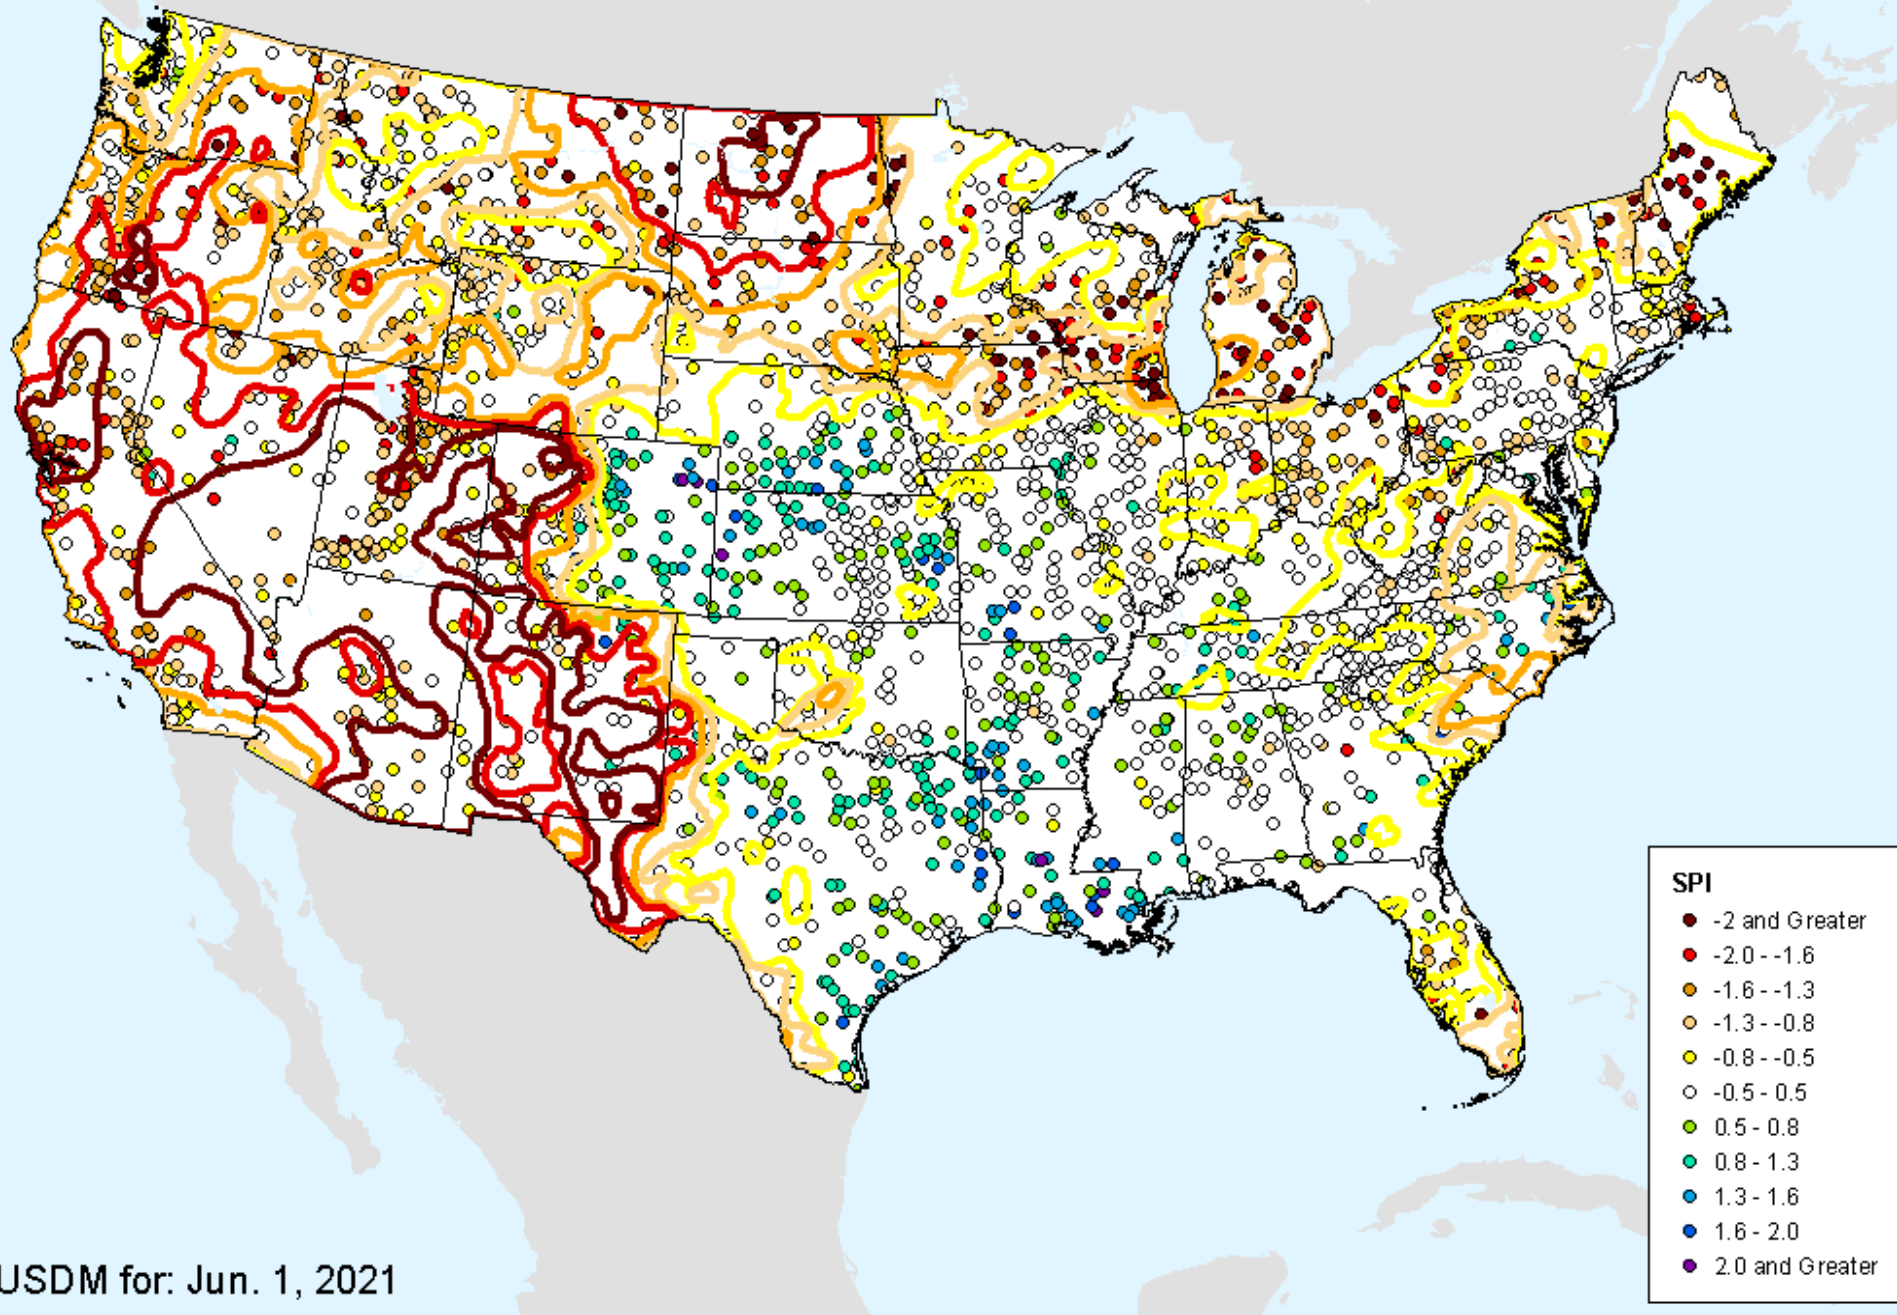 SPI
-2 and Greater
-2.0 - -1.6
-1.6 - -1.3
-1.3 - -0.8
-0.8 - -0.5
-0.5 - 0.5
0.5 - 0.8
0.8 - 1.3
1.3 - 1.6
1.6 - 2.0
2.0 and Greater
USDM for: Jun. 1, 2021